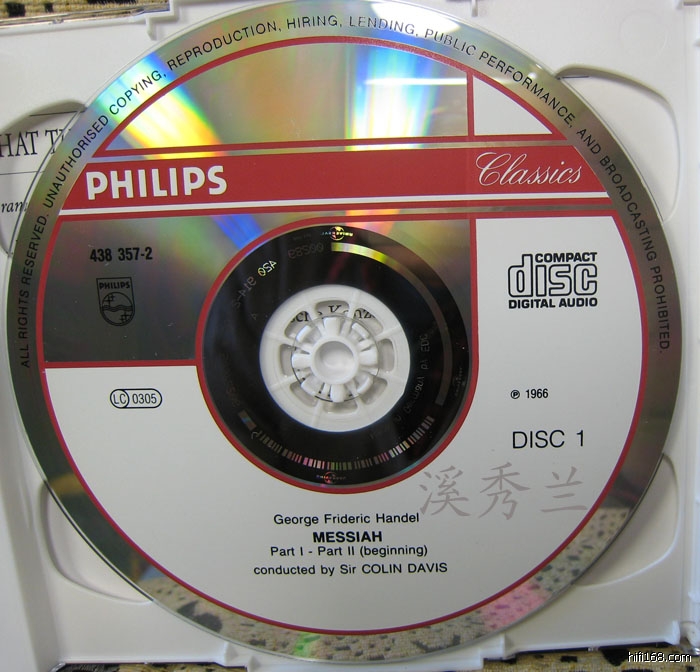 ALL RIGHTS RESERVED. UNAUTHORISED COPYING, REPRODUCTION, HIRING, LENDING, PUBLIC PERFORMANCE, AND BROADCASTING PROHIBITED.
HAT
PHILIPS
Classics
438 357-2
PHILIPS
COMPACT
disc
DIGITAL AUDIO
LC 0305
℗ 1966
DISC 1
溪秀兰
George Frideric Handel
MESSIAH
Part I - Part II (beginning)
conducted by Sir COLIN DAVIS
hifi168.com